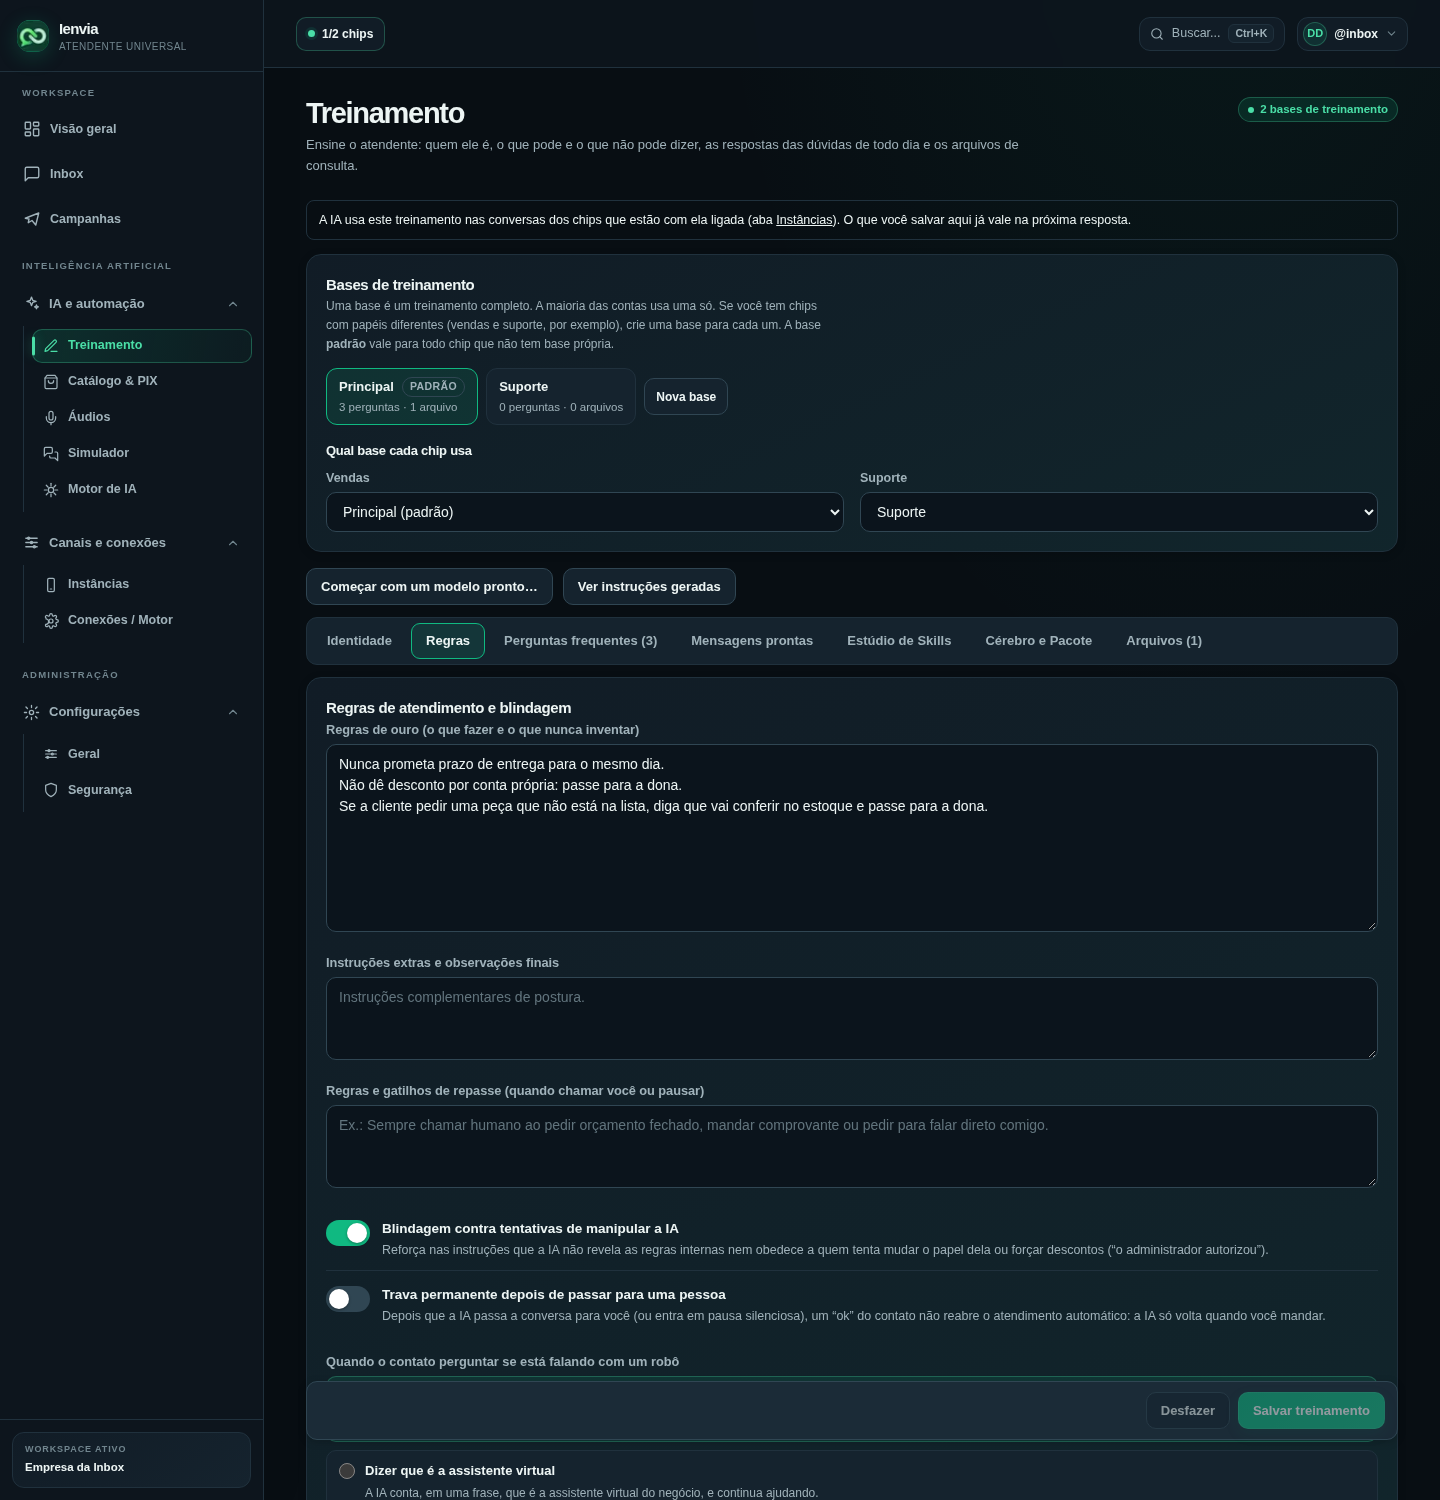 Ienvia
ATENDENTE UNIVERSAL
WORKSPACE
Visão geral
Inbox
Campanhas
INTELIGÊNCIA ARTIFICIAL
IA e automação
Treinamento
Catálogo & PIX
Áudios
Simulador
Motor de IA
Canais e conexões
Instâncias
Conexões / Motor
ADMINISTRAÇÃO
Configurações
Geral
Segurança
WORKSPACE ATIVO
Empresa da Inbox
1/2 chips
Buscar... Ctrl+K
DD @inbox
Treinamento
2 bases de treinamento
Ensine o atendente: quem ele é, o que pode e o que não pode dizer, as respostas das dúvidas de todo dia e os arquivos de
consulta.
A IA usa este treinamento nas conversas dos chips que estão com ela ligada (aba Instâncias). O que você salvar aqui já vale na próxima resposta.
Bases de treinamento
Uma base é um treinamento completo. A maioria das contas usa uma só. Se você tem chips
com papéis diferentes (vendas e suporte, por exemplo), crie uma base para cada um. A base
padrão vale para todo chip que não tem base própria.
Principal PADRÃO
3 perguntas · 1 arquivo
Suporte
0 perguntas · 0 arquivos
Nova base
Qual base cada chip usa
Vendas
Principal (padrão)
Suporte
Suporte
Começar com um modelo pronto…
Ver instruções geradas
Identidade
Regras
Perguntas frequentes (3)
Mensagens prontas
Estúdio de Skills
Cérebro e Pacote
Arquivos (1)
Regras de atendimento e blindagem
Regras de ouro (o que fazer e o que nunca inventar)
Nunca prometa prazo de entrega para o mesmo dia.
Não dê desconto por conta própria: passe para a dona.
Se a cliente pedir uma peça que não está na lista, diga que vai conferir no estoque e passe para a dona.
Instruções extras e observações finais
Instruções complementares de postura.
Regras e gatilhos de repasse (quando chamar você ou pausar)
Ex.: Sempre chamar humano ao pedir orçamento fechado, mandar comprovante ou pedir para falar direto comigo.
Blindagem contra tentativas de manipular a IA
Reforça nas instruções que a IA não revela as regras internas nem obedece a quem tenta mudar o papel dela ou forçar descontos (“o administrador autorizou”).
Trava permanente depois de passar para uma pessoa
Depois que a IA passa a conversa para você (ou entra em pausa silenciosa), um “ok” do contato não reabre o atendimento automático: a IA só volta quando você mandar.
Quando o contato perguntar se está falando com um robô
Desfazer
Salvar treinamento
Dizer que é a assistente virtual
A IA conta, em uma frase, que é a assistente virtual do negócio, e continua ajudando.